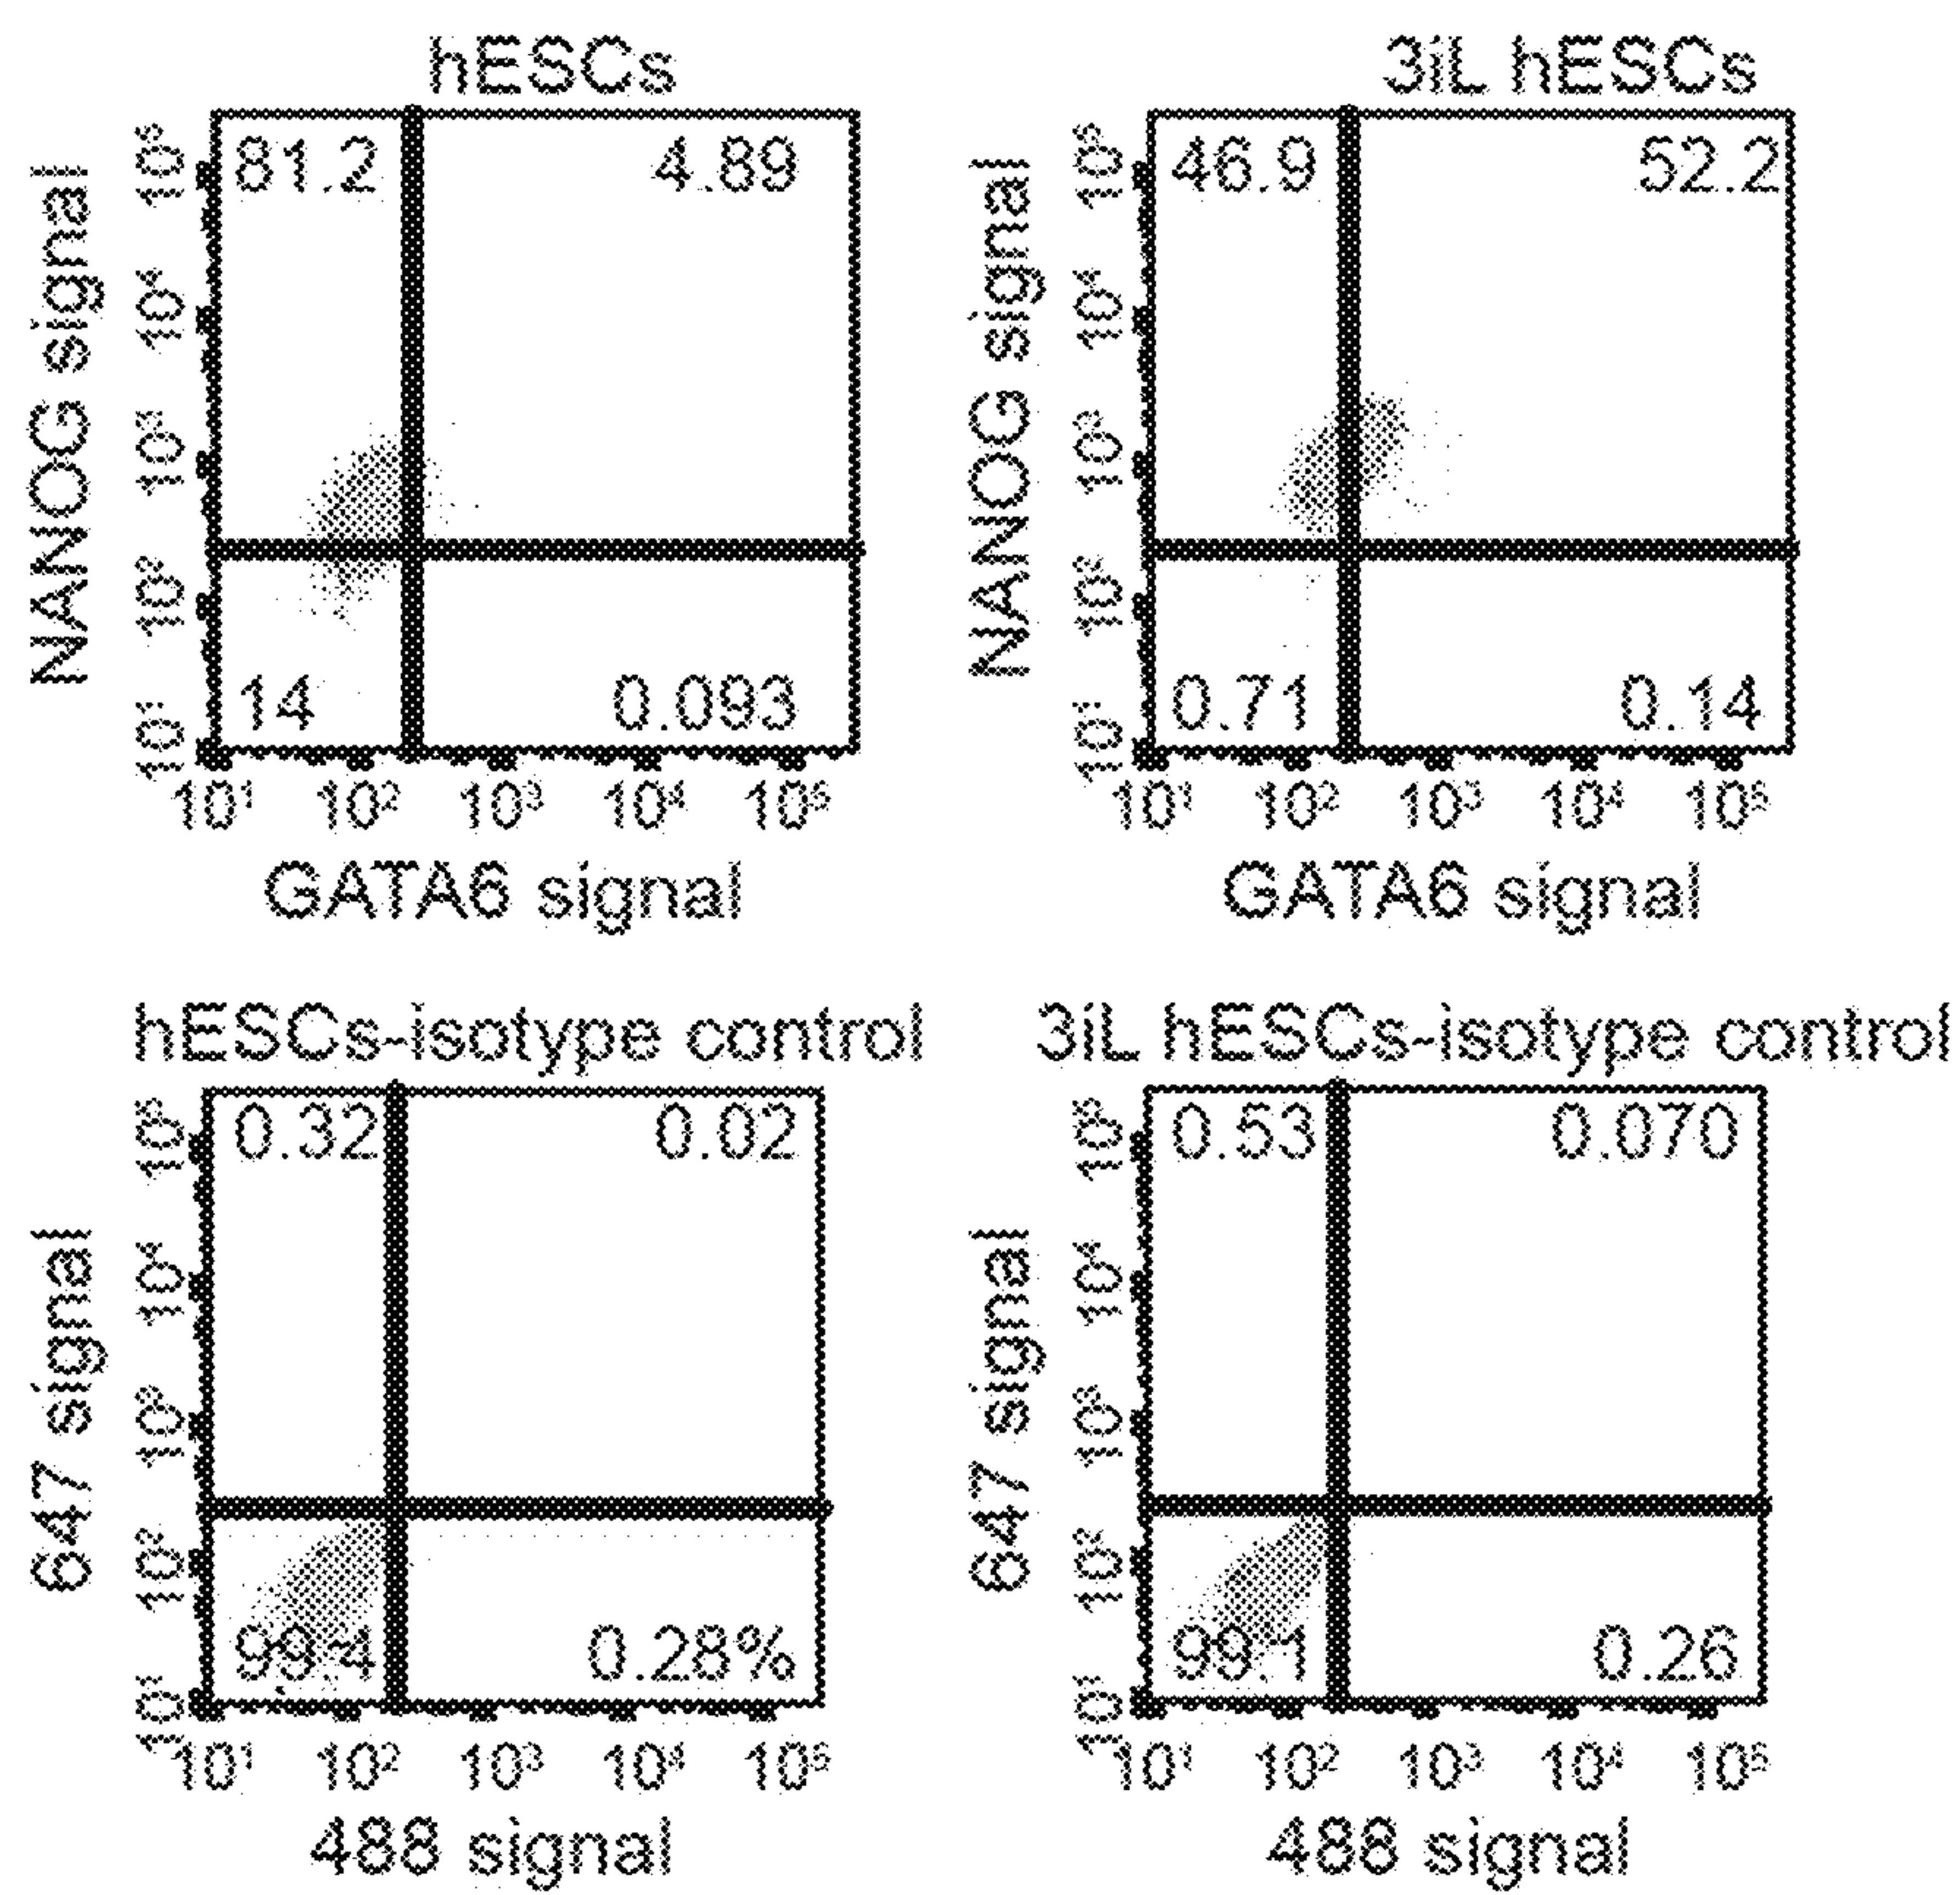 hESCs
3iL hESCs
NANOG signal
10⁵
10⁴
10³
10²
10¹
81.2
4.89
14
0.093
10¹ 10² 10³ 10⁴ 10⁵
GATA6 signal
NANOG signal
10⁵
10⁴
10³
10²
10¹
46.9
52.2
0.71
0.14
10¹ 10² 10³ 10⁴ 10⁵
GATA6 signal
hESCs-isotype control
3iL hESCs-isotype control
647 signal
10⁵
10⁴
10³
10²
10¹
0.32
0.02
99.4
0.28%
10¹ 10² 10³ 10⁴ 10⁵
488 signal
647 signal
10⁵
10⁴
10³
10²
10¹
0.53
0.070
99.1
0.26
10¹ 10² 10³ 10⁴ 10⁵
488 signal